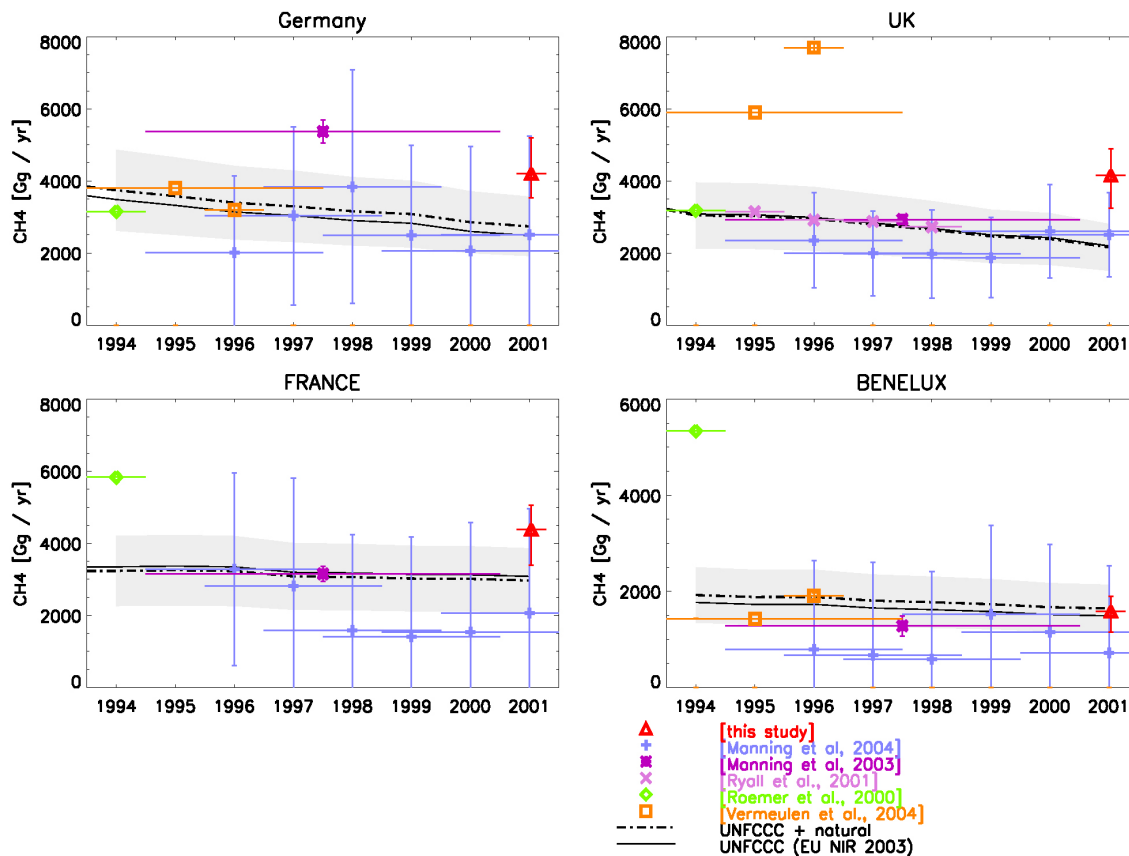 Germany
8000
6000
4000
2000
0
CH4 [Gg / yr]
1994 1995 1996 1997 1998 1999 2000 2001
UK
8000
6000
4000
2000
0
CH4 [Gg / yr]
1994 1995 1996 1997 1998 1999 2000 2001
FRANCE
8000
6000
4000
2000
0
CH4 [Gg / yr]
1994 1995 1996 1997 1998 1999 2000 2001
BENELUX
6000
4000
2000
0
CH4 [Gg / yr]
1994 1995 1996 1997 1998 1999 2000 2001
[this study]
[Manning et al, 2004]
[Manning et al, 2003]
[Ryall et al., 2001]
[Roemer et al., 2000]
[Vermeulen et al., 2004]
UNFCCC + natural
UNFCCC (EU NIR 2003)